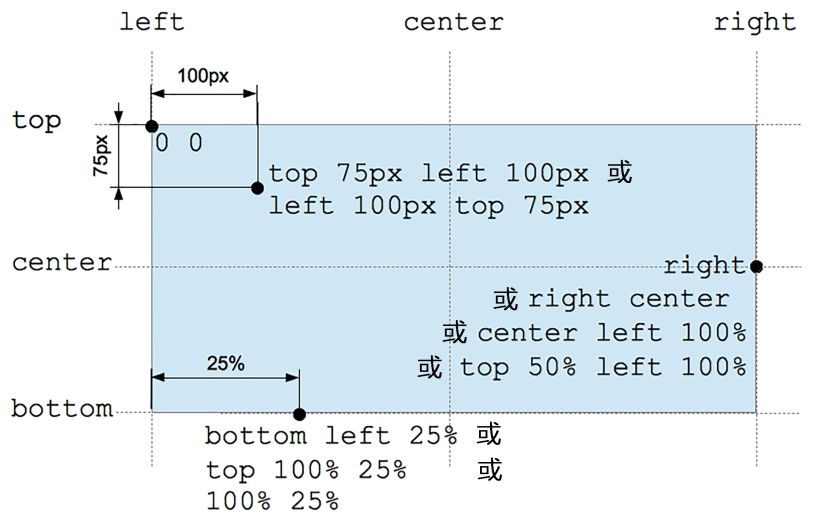 left center right
100px
top
75px
0 0
top 75px left 100px 或
left 100px top 75px
center
right
或 right center
或 center left 100%
或 top 50% left 100%
25%
bottom
bottom left 25% 或
top 100% 25% 或
100% 25%